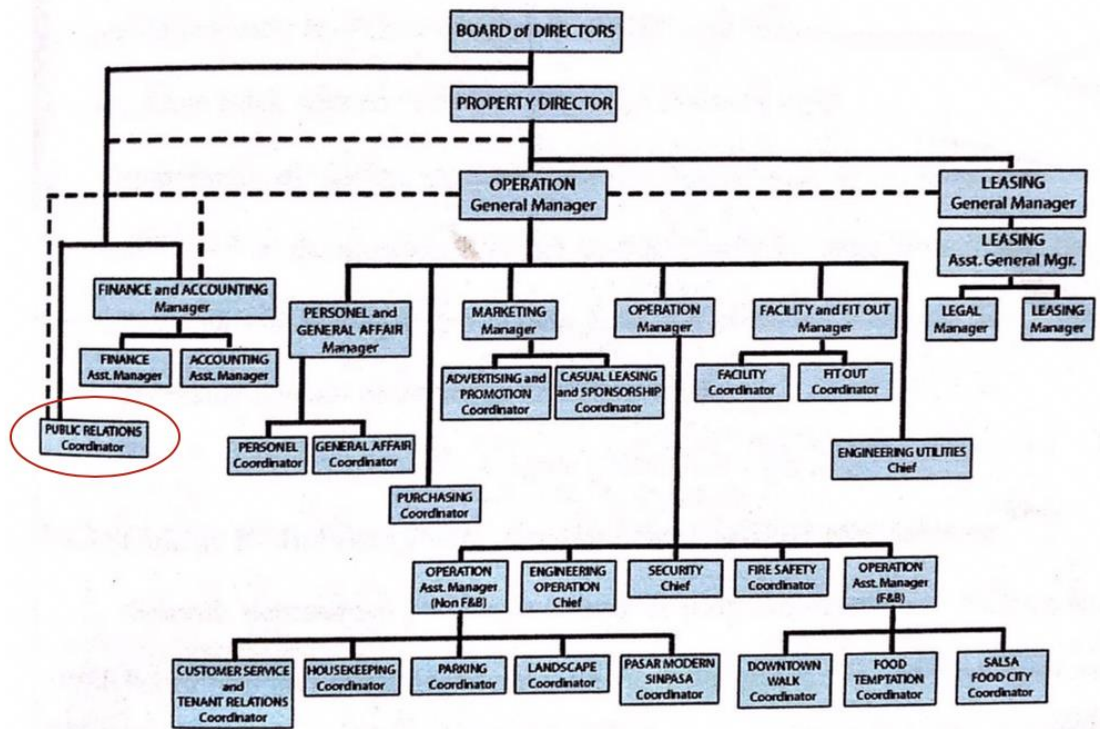 BOARD of DIRECTORS
PROPERTY DIRECTOR
OPERATION
General Manager
LEASING
General Manager
LEASING
Asst. General Mgr.
LEGAL
Manager
LEASING
Manager
FINANCE and ACCOUNTING
Manager
FINANCE
Asst. Manager
ACCOUNTING
Asst. Manager
PUBLIC RELATIONS
Coordinator
PERSONEL and
GENERAL AFFAIR
Manager
PERSONEL
Coordinator
GENERAL AFFAIR
Coordinator
PURCHASING
Coordinator
MARKETING
Manager
ADVERTISING and
PROMOTION
Coordinator
CASUAL LEASING
and SPONSORSHIP
Coordinator
OPERATION
Manager
FACILITY and FIT OUT
Manager
FACILITY
Coordinator
FIT OUT
Coordinator
ENGINEERING UTILITIES
Chief
OPERATION
Asst. Manager
(Non F&B)
ENGINEERING
OPERATION
Chief
SECURITY
Chief
FIRE SAFETY
Coordinator
OPERATION
Asst. Manager
(F&B)
CUSTOMER SERVICE
and
TENANT RELATIONS
Coordinator
HOUSEKEEPING
Coordinator
PARKING
Coordinator
LANDSCAPE
Coordinator
PASAR MODERN
SINPASA
Coordinator
DOWNTOWN
WALK
Coordinator
FOOD
TEMPTATION
Coordinator
SALSA
FOOD CITY
Coordinator